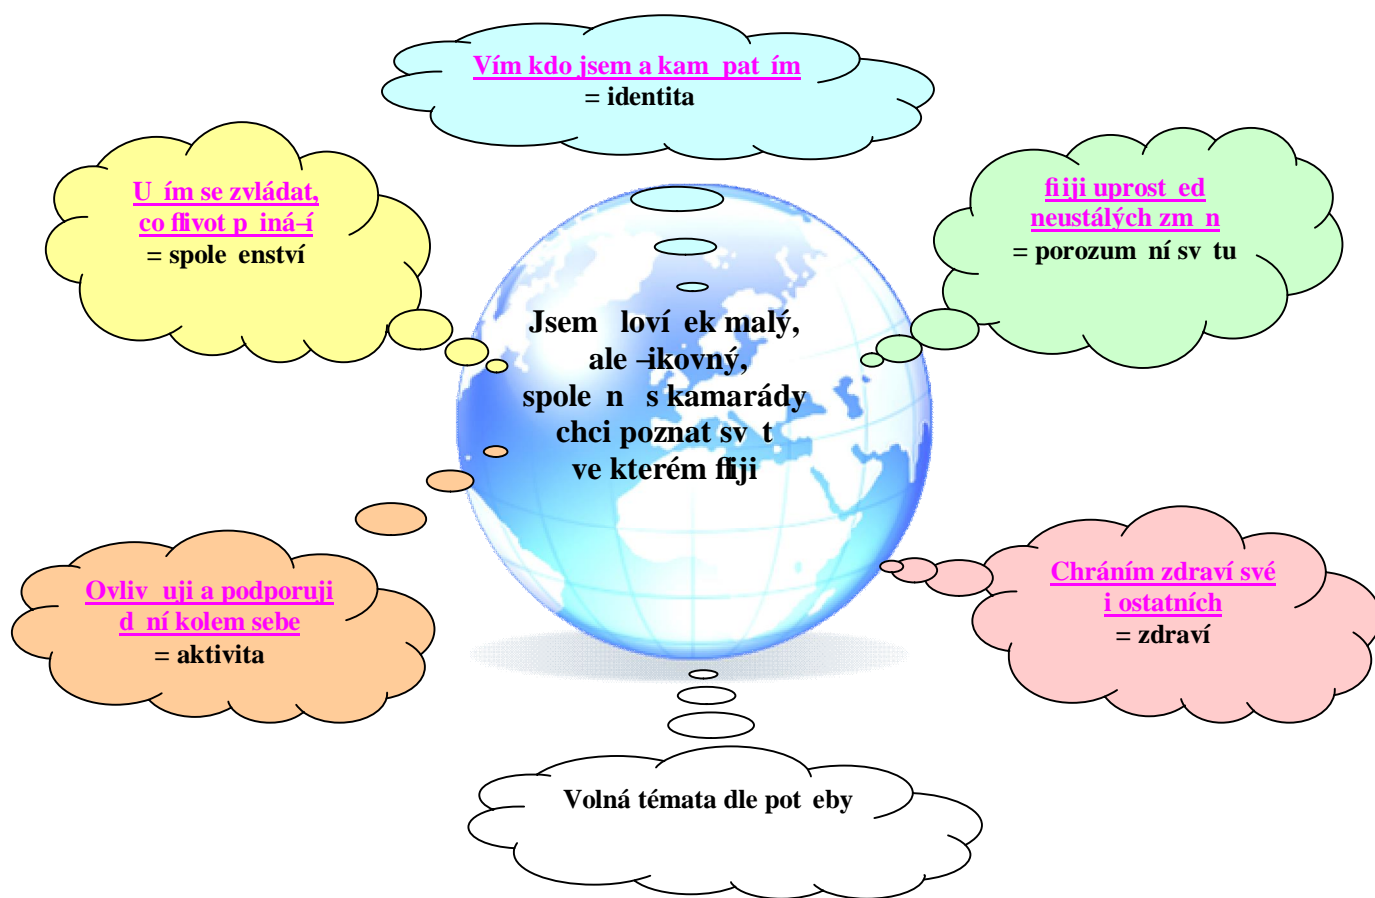 Vím kdo jsem a kam pat ím
= identita
U ím se zvládat,
co flivot p iná–í
= spole enství
fiiji uprost ed
neustálých zm n
= porozum ní sv tu
Jsem loví ek malý,
ale –ikovný,
spole n s kamarády
chci poznat sv t
ve kterém fliji
Ovliv uji a podporuji
d ní kolem sebe
= aktivita
Chráním zdraví své
i ostatních
= zdraví
Volná témata dle pot eby